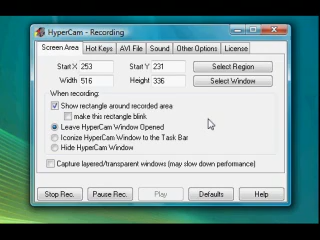 HyperCam - Recording
Screen Area Hot Keys AVI File Sound Other Options License
Start X 253 Start Y 231 Select Region
Width 516 Height 336 Select Window
When recording:
Show rectangle around recorded area
make this rectangle blink
Leave HyperCam Window Opened
Iconize HyperCam Window to the Task Bar
Hide HyperCam Window
Capture layered/transparent windows (may slow down performance)
Stop Rec. Pause Rec. Play Defaults Help